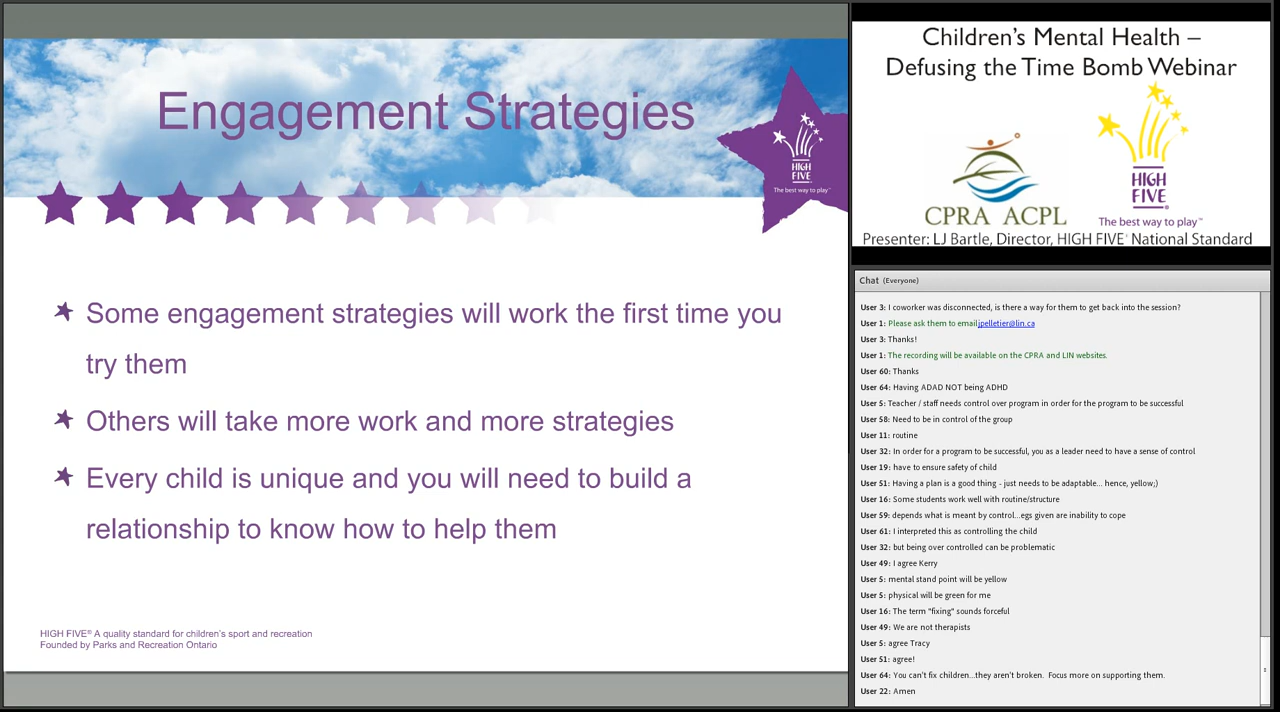 Engagement Strategies
HIGH
FIVE
The best way to play™
Some engagement strategies will work the first time you
try them
Others will take more work and more strategies
Every child is unique and you will need to build a
relationship to know how to help them
HIGH FIVE® A quality standard for children's sport and recreation
Founded by Parks and Recreation Ontario
Children's Mental Health –
Defusing the Time Bomb Webinar
CPRA ACPL
HIGH
FIVE®
The best way to play™
Presenter: LJ Bartle, Director, HIGH FIVE® National Standard
Chat (Everyone)
User 3: I coworker was disconnected, is there a way for them to get back into the session?
User 1: Please ask them to email jpelletier@lin.ca
User 3: Thanks!
User 1: The recording will be available on the CPRA and LIN websites.
User 60: Thanks
User 64: Having ADAD NOT being ADHD
User 5: Teacher / staff needs control over program in order for the program to be successful
User 58: Need to be in control of the group
User 11: routine
User 32: In order for a program to be successful, you as a leader need to have a sense of control
User 19: have to ensure safety of child
User 51: Having a plan is a good thing - just needs to be adaptable... hence, yellow;)
User 16: Some students work well with routine/structure
User 59: depends what is meant by control...egs given are inability to cope
User 61: I interpreted this as controlling the child
User 32: but being over controlled can be problematic
User 49: I agree Kerry
User 5: mental stand point will be yellow
User 5: physical will be green for me
User 16: The term "fixing" sounds forceful
User 49: We are not therapists
User 5: agree Tracy
User 51: agree!
User 64: You can't fix children...they aren't broken.  Focus more on supporting them.
User 22: Amen